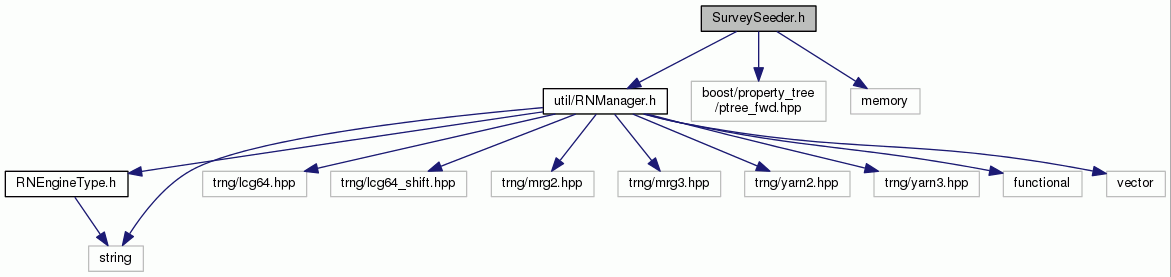 SurveySeeder.h
util/RNManager.h
boost/property_tree
/ptree_fwd.hpp
memory
RNEngineType.h
trng/lcg64.hpp
trng/lcg64_shift.hpp
trng/mrg2.hpp
trng/mrg3.hpp
trng/yarn2.hpp
trng/yarn3.hpp
functional
vector
string